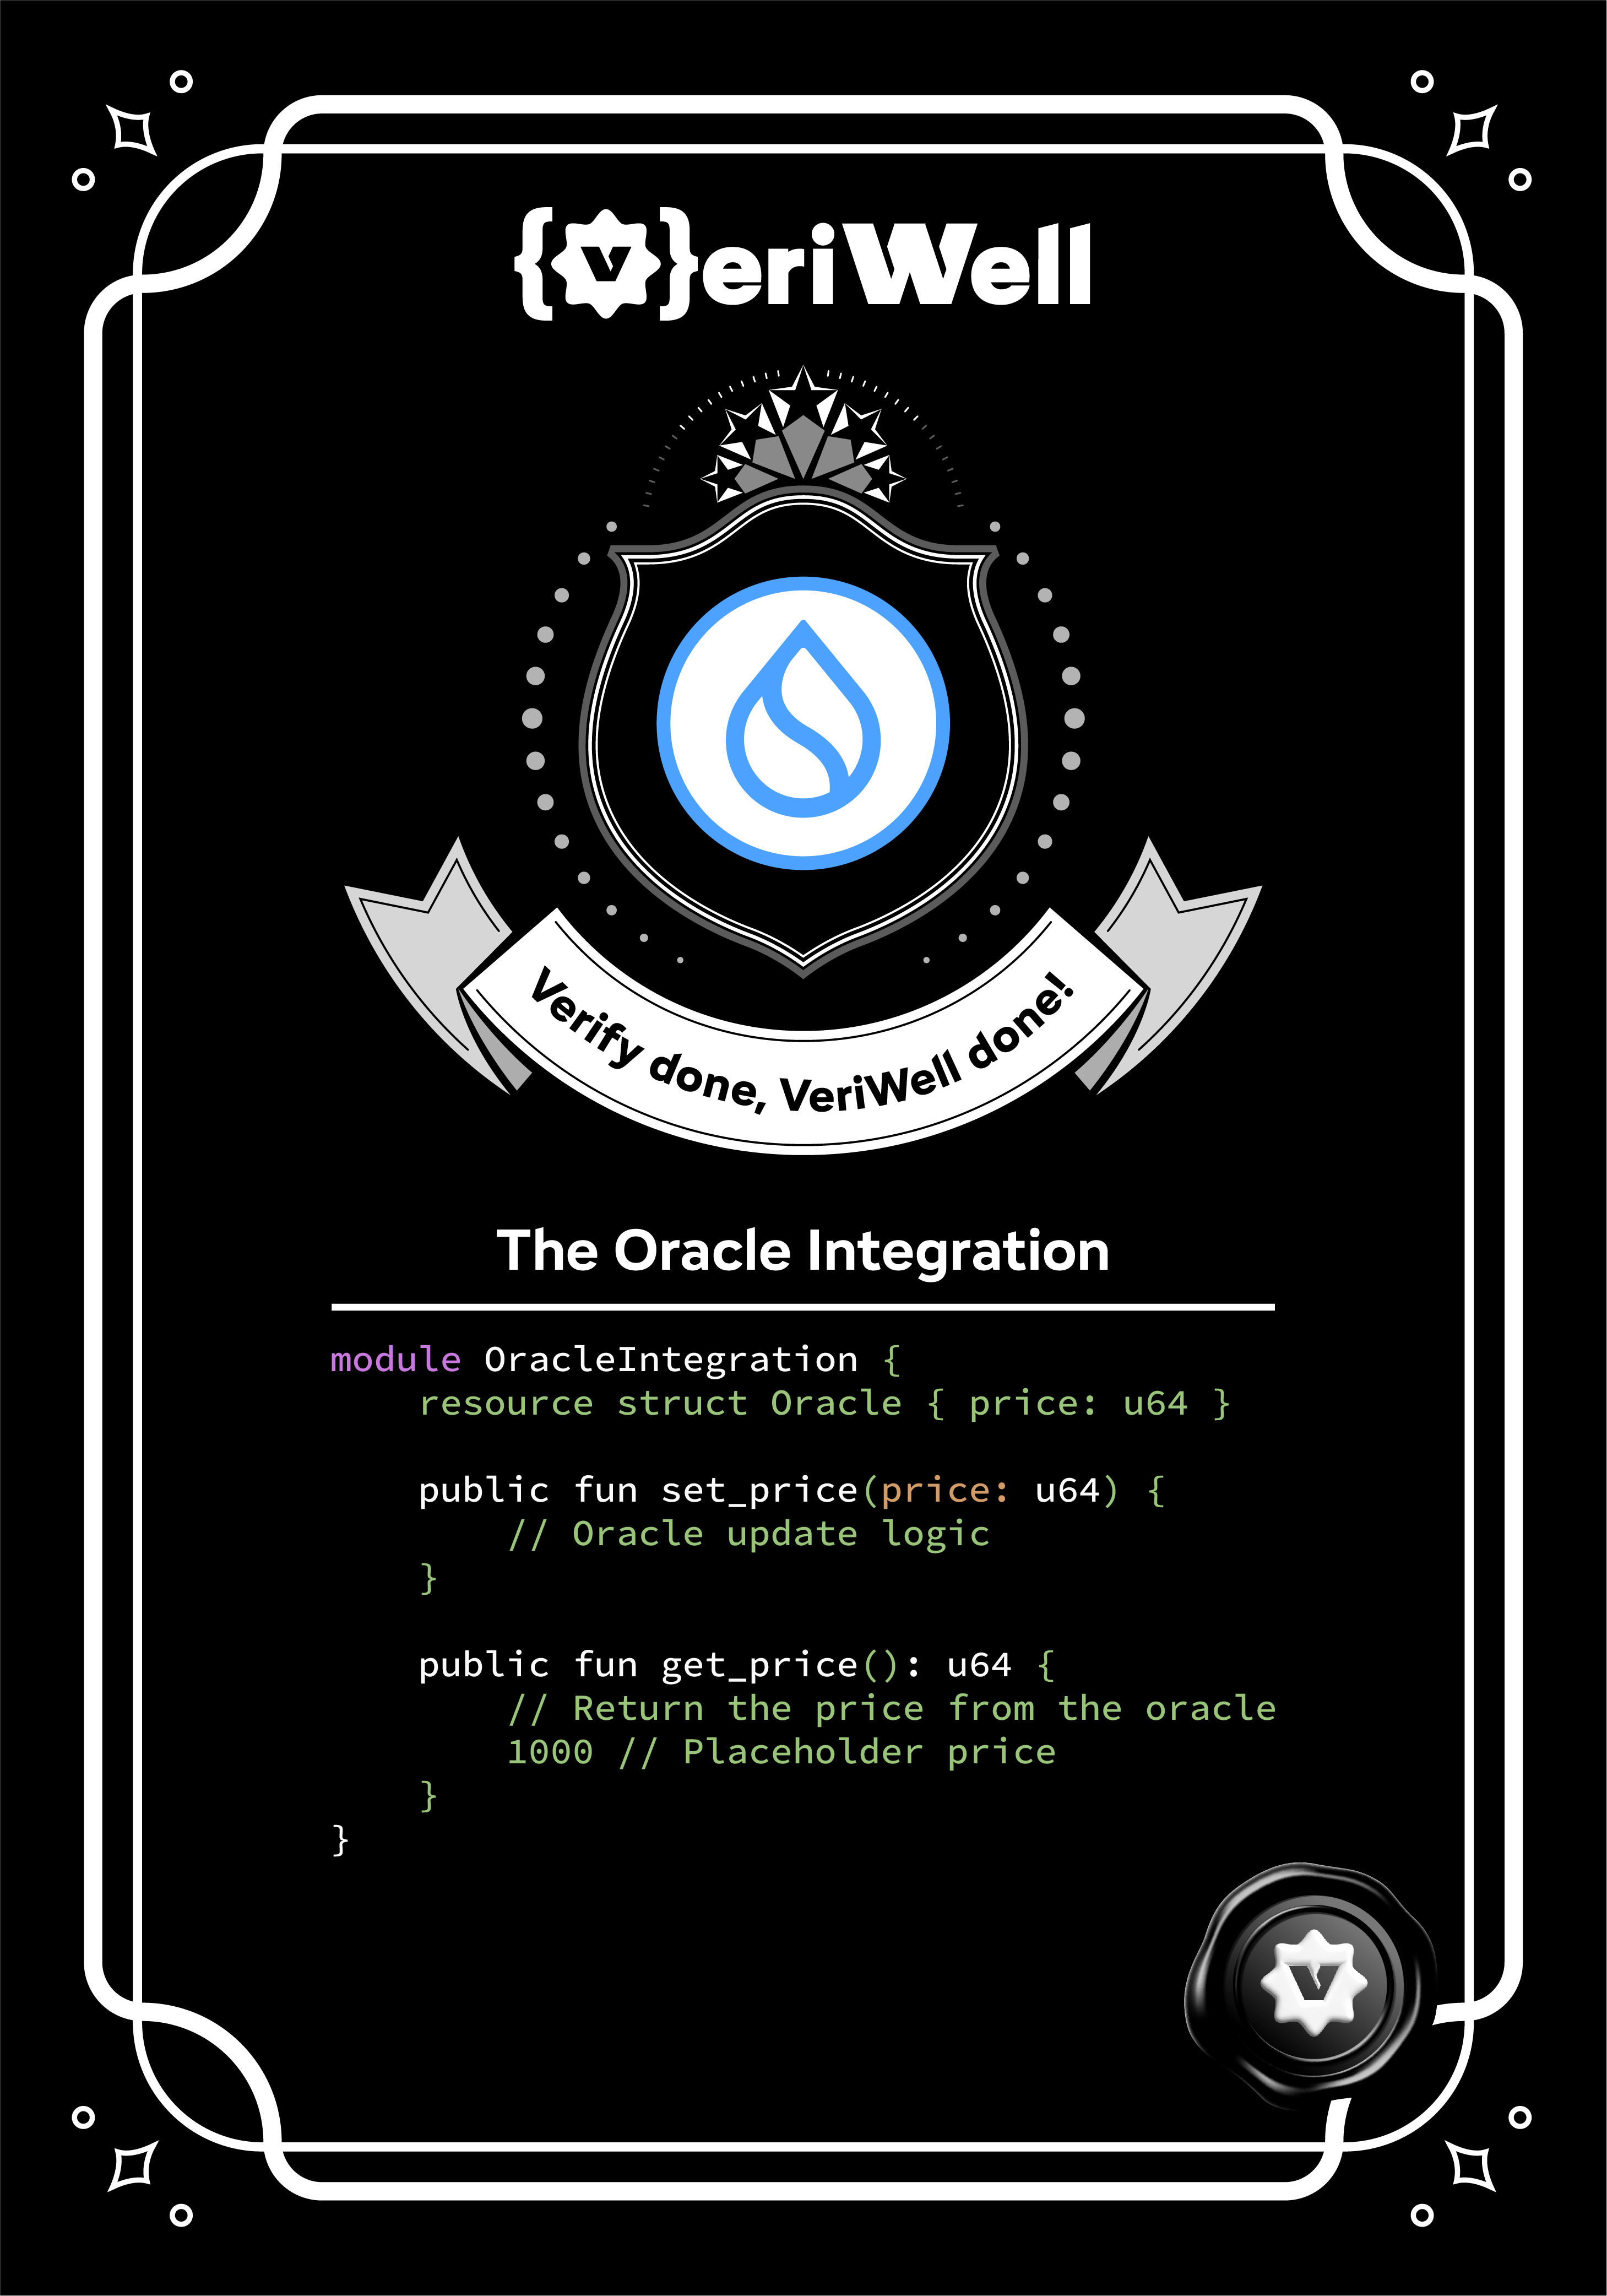 {V}eriWell
Verify done, VeriWell done!
The Oracle Integration
module OracleIntegration {
    resource struct Oracle { price: u64 }
    public fun set_price(price: u64) {
        // Oracle update logic
    }
    public fun get_price(): u64 {
        // Return the price from the oracle
        1000 // Placeholder price
    }
}
V